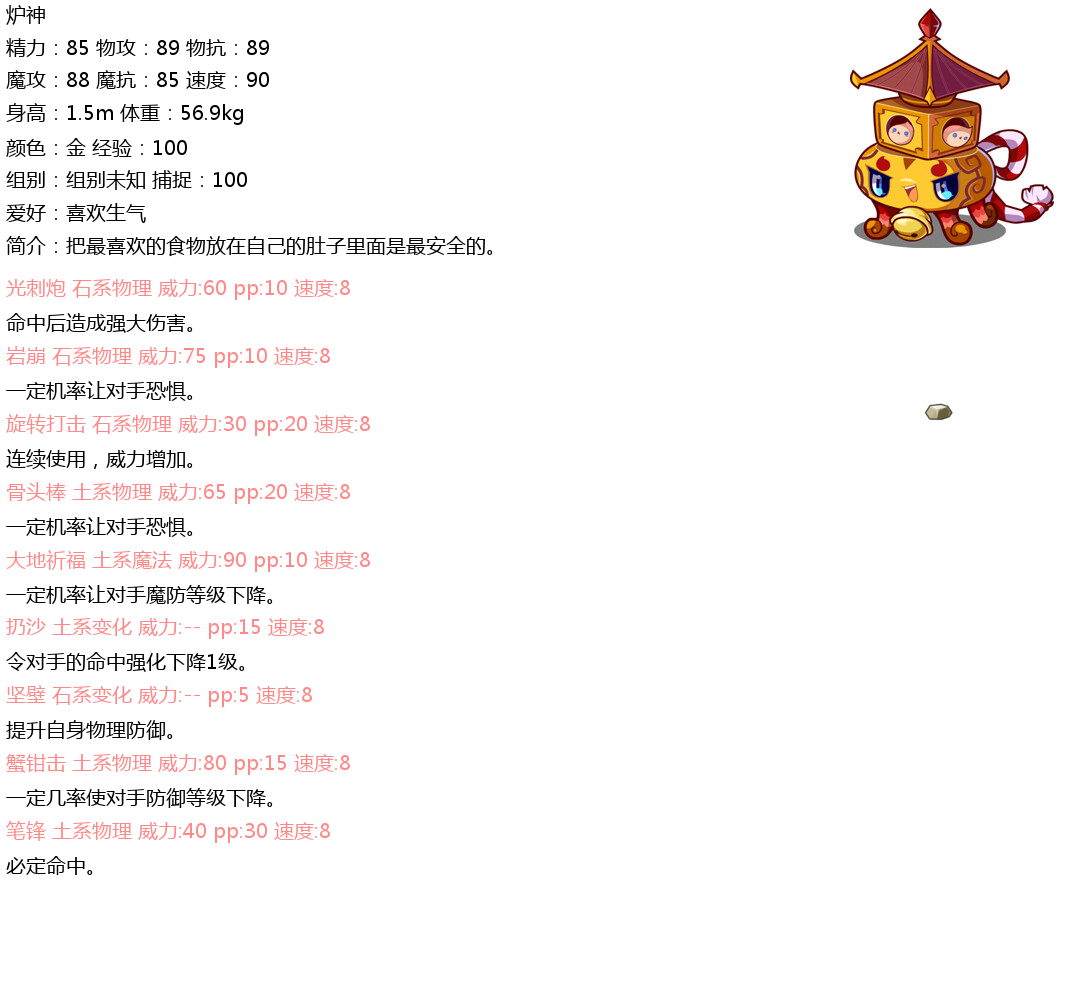 炉神
精力：85 物攻：89 物抗：89
魔攻：88 魔抗：85 速度：90
身高：1.5m 体重：56.9kg
颜色：金 经验：100
组别：组别未知 捕捉：100
爱好：喜欢生气
简介：把最喜欢的食物放在自己的肚子里面是最安全的。
光刺炮 石系物理 威力:60 pp:10 速度:8
命中后造成强大伤害。
岩崩 石系物理 威力:75 pp:10 速度:8
一定机率让对手恐惧。
旋转打击 石系物理 威力:30 pp:20 速度:8
连续使用，威力增加。
骨头棒 土系物理 威力:65 pp:20 速度:8
一定机率让对手恐惧。
大地祈福 土系魔法 威力:90 pp:10 速度:8
一定机率让对手魔防等级下降。
扔沙 土系变化 威力:-- pp:15 速度:8
令对手的命中强化下降1级。
坚壁 石系变化 威力:-- pp:5 速度:8
提升自身物理防御。
蟹钳击 土系物理 威力:80 pp:15 速度:8
一定几率使对手防御等级下降。
笔锋 土系物理 威力:40 pp:30 速度:8
必定命中。